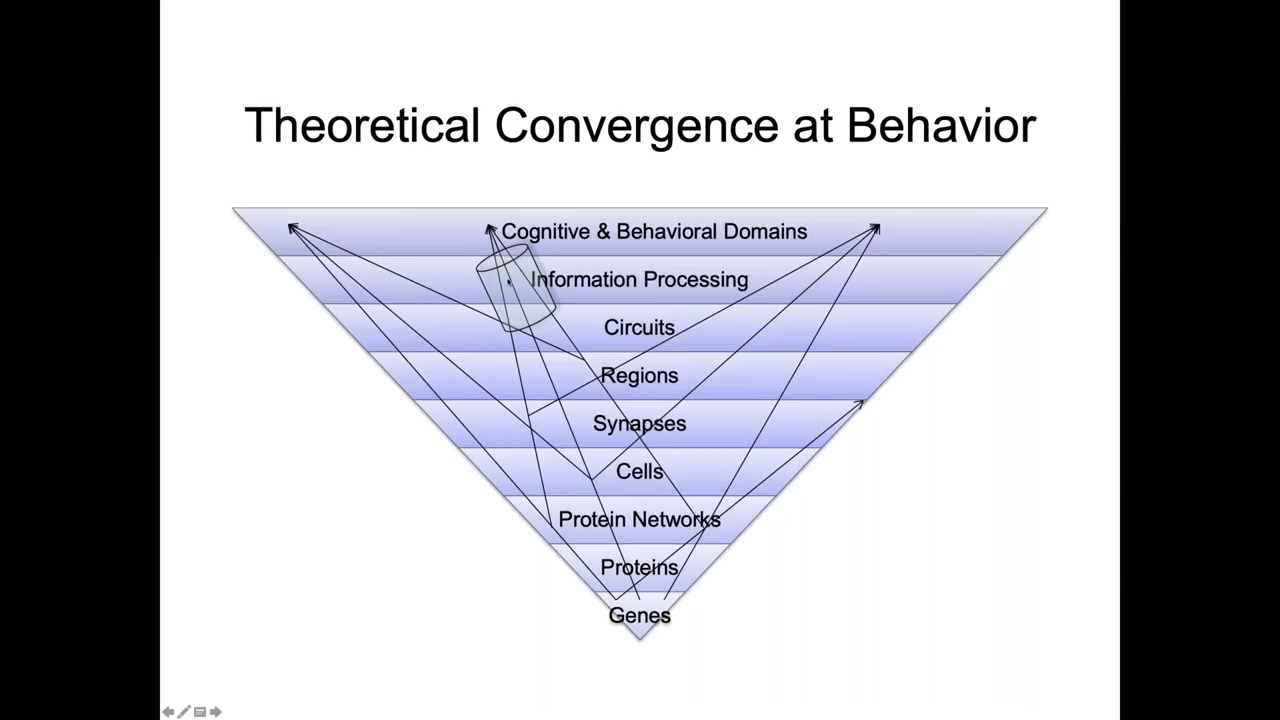 Theoretical Convergence at Behavior
Cognitive & Behavioral Domains
Information Processing
Circuits
Regions
Synapses
Cells
Protein Networks
Proteins
Genes